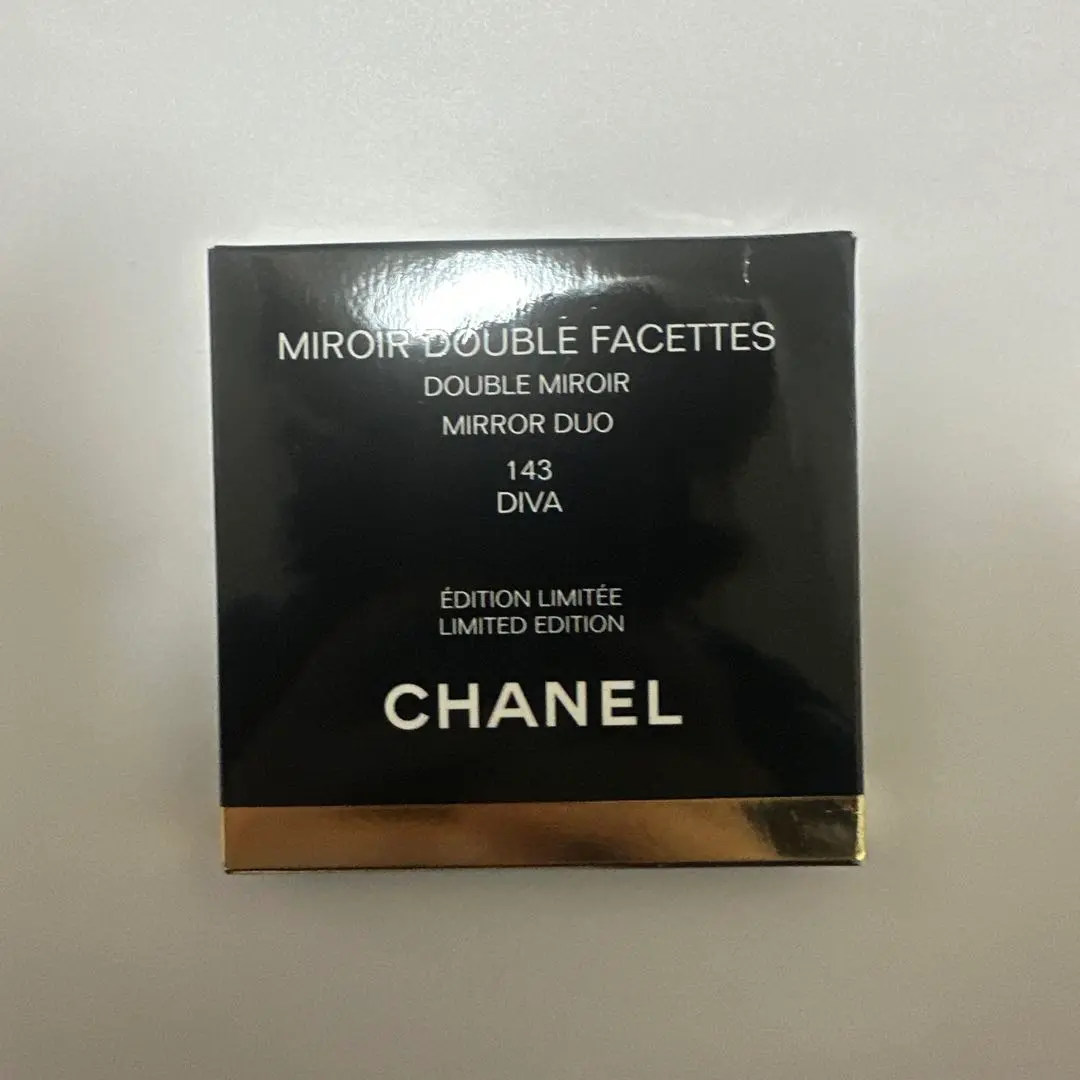 MIROIR DOUBLE FACETTES
DOUBLE MIROIR
MIRROR DUO
143
DIVA
ÉDITION LIMITÉE
LIMITED EDITION
CHANEL